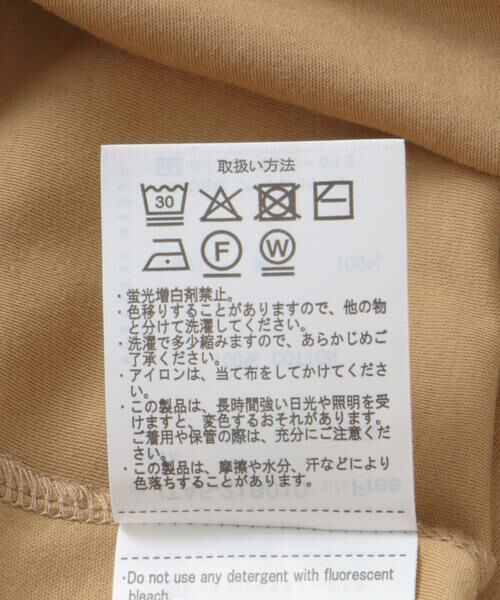 取扱い方法
30
F W
・蛍光増白剤禁止。
・色移りすることがありますので、他の物
と分けて洗濯してください。
・洗濯で多少縮みますので、あらかじめご
了承ください。
・アイロンは、当て布をしてかけてくださ
い。
・この製品は、長時間強い日光や照明を受
けますと、変色するおそれがあります。
ご着用や保管の際は、充分にご注意くださ
い。
・この製品は、摩擦や水分、汗などにより
色落ちすることがあります。
・Do not use any detergent with fluorescent
bleach.